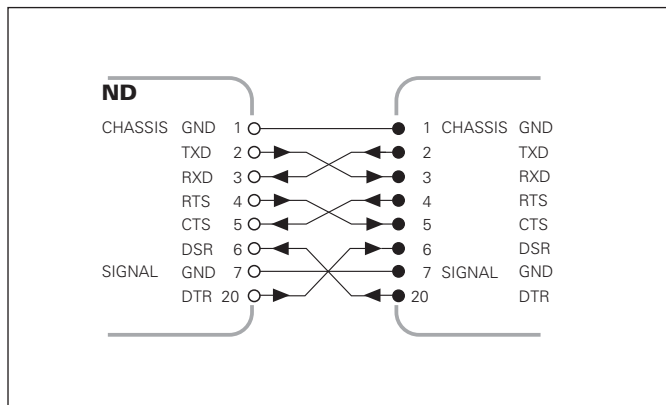 ND
CHASSIS GND 1 1 CHASSIS GND
TXD 2 2 TXD
RXD 3 3 RXD
RTS 4 4 RTS
CTS 5 5 CTS
DSR 6 6 DSR
SIGNAL GND 7 7 SIGNAL GND
DTR 20 20 DTR